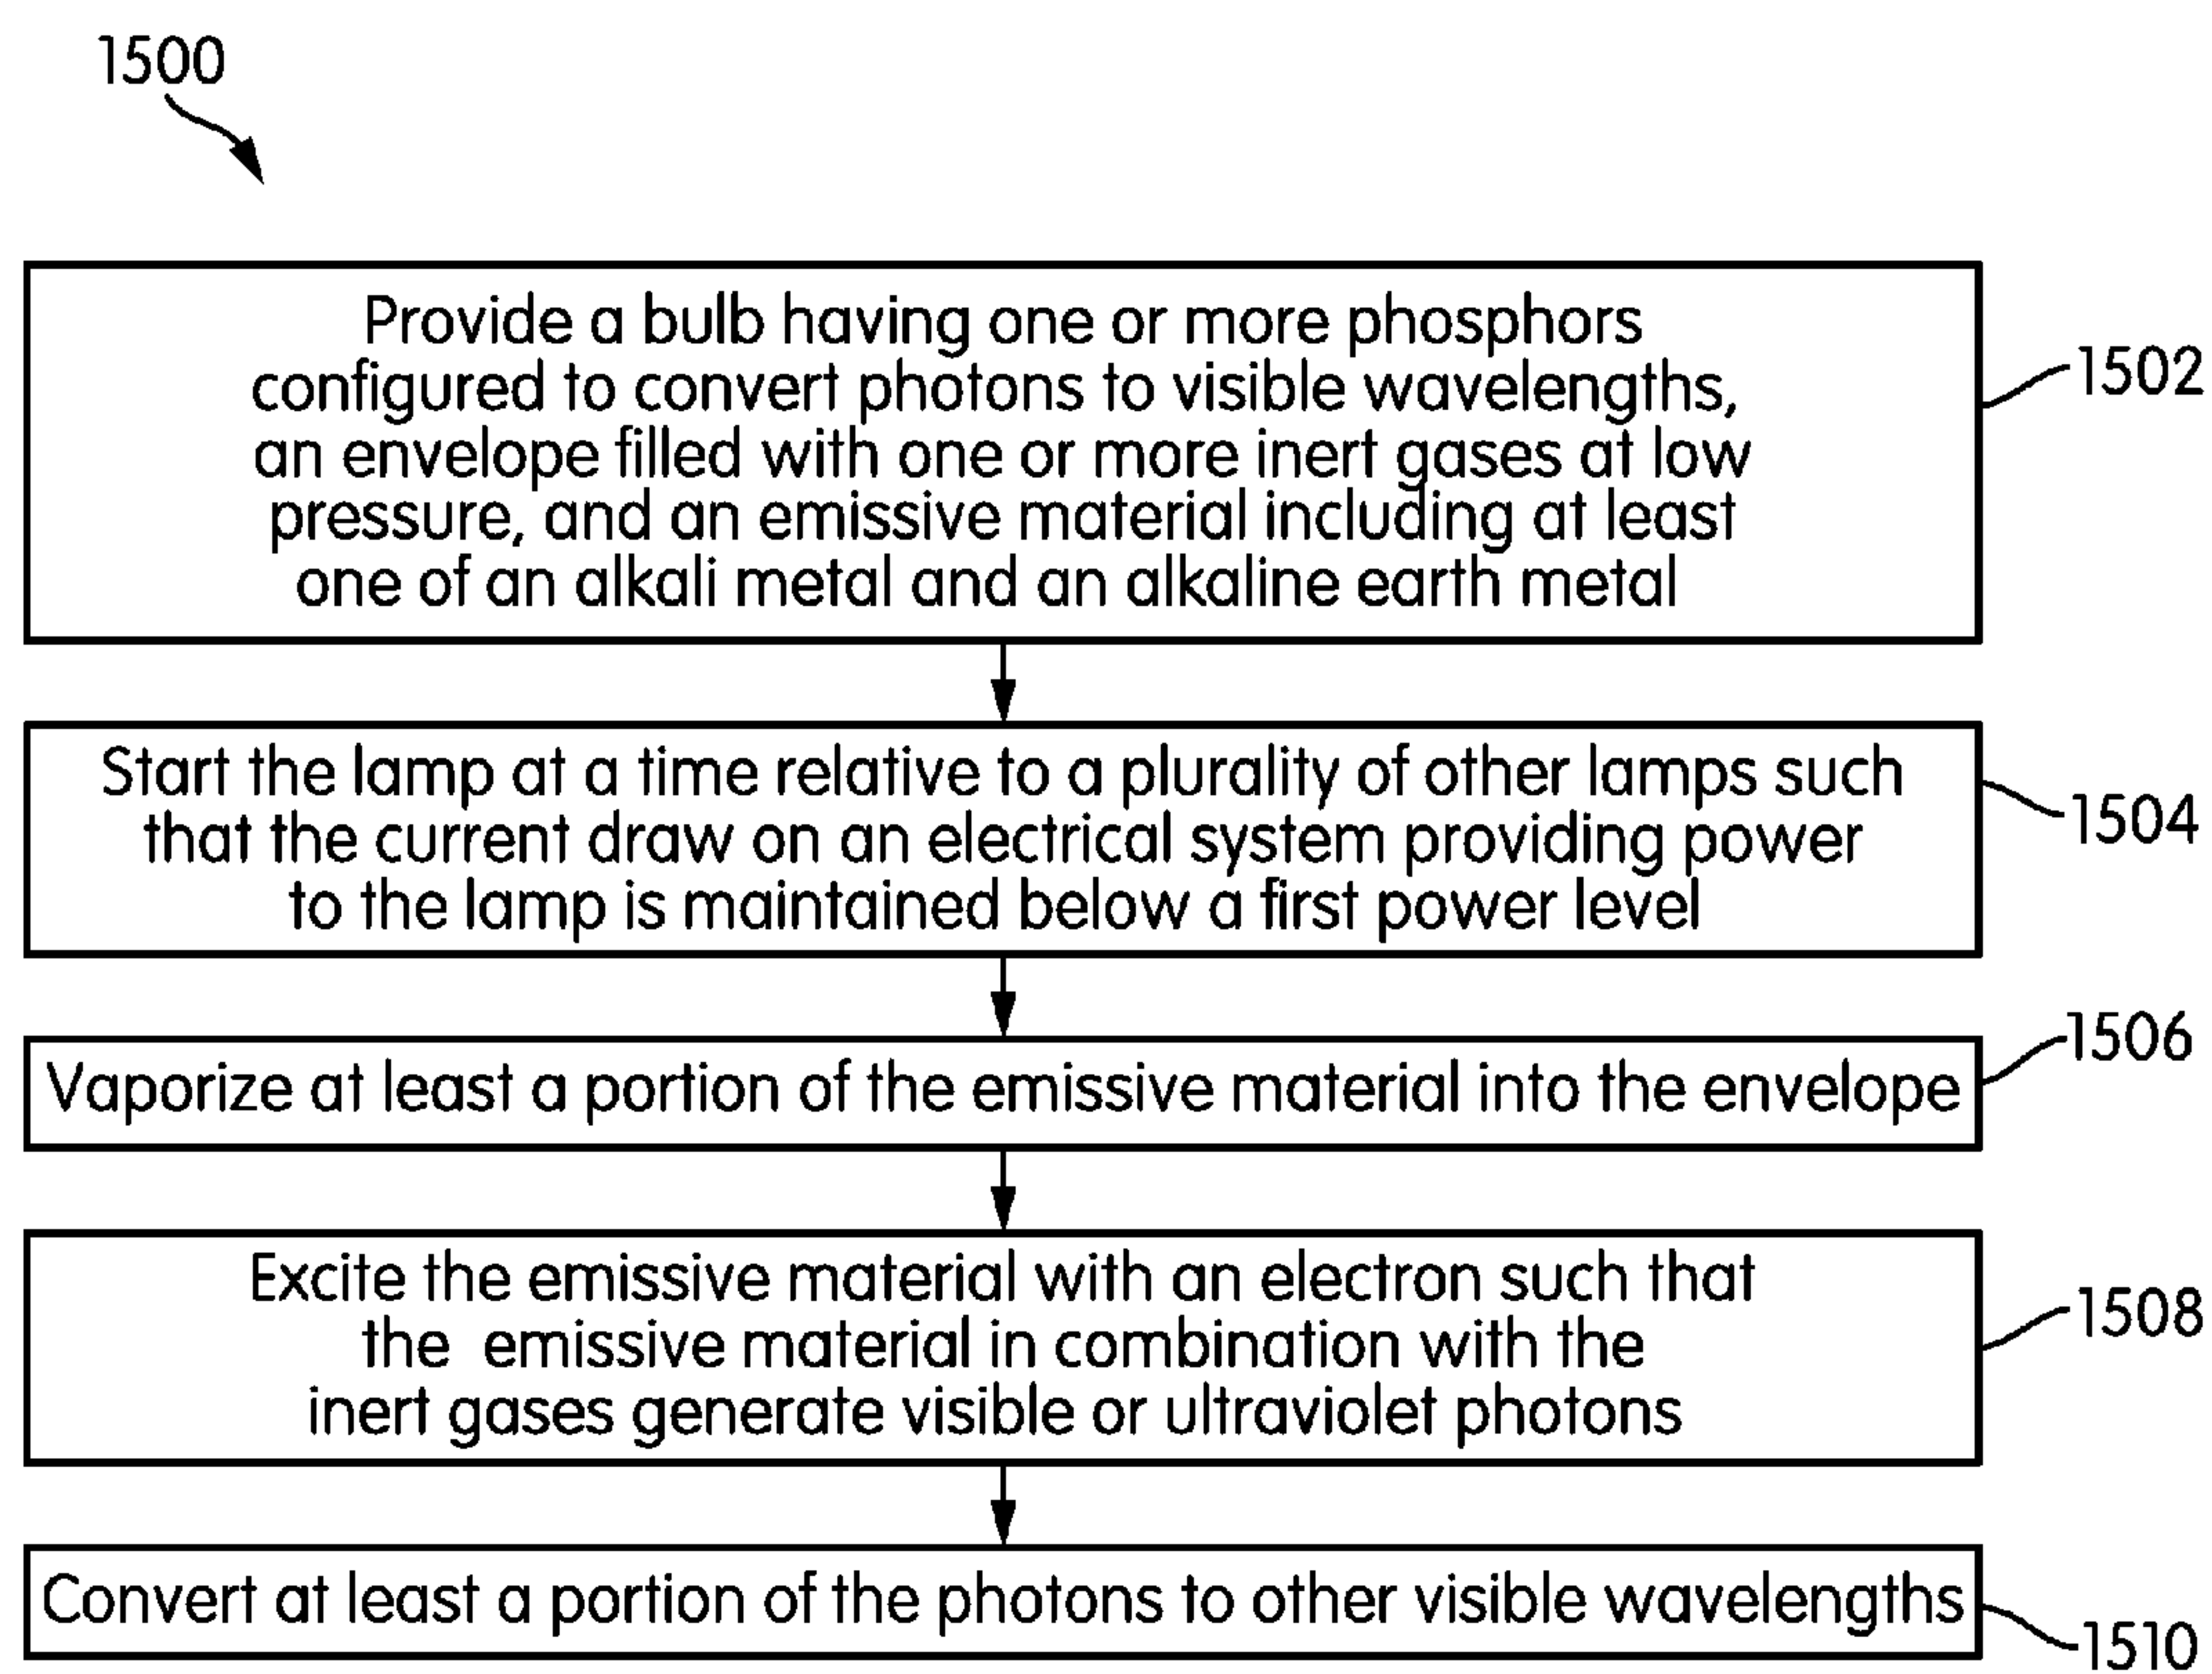 1500
Provide a bulb having one or more phosphors
configured to convert photons to visible wavelengths,
an envelope filled with one or more inert gases at low
pressure, and an emissive material including at least
one of an alkali metal and an alkaline earth metal
1502
Start the lamp at a time relative to a plurality of other lamps such
that the current draw on an electrical system providing power
to the lamp is maintained below a first power level
1504
Vaporize at least a portion of the emissive material into the envelope
1506
Excite the emissive material with an electron such that
the emissive material in combination with the
inert gases generate visible or ultraviolet photons
1508
Convert at least a portion of the photons to other visible wavelengths
1510